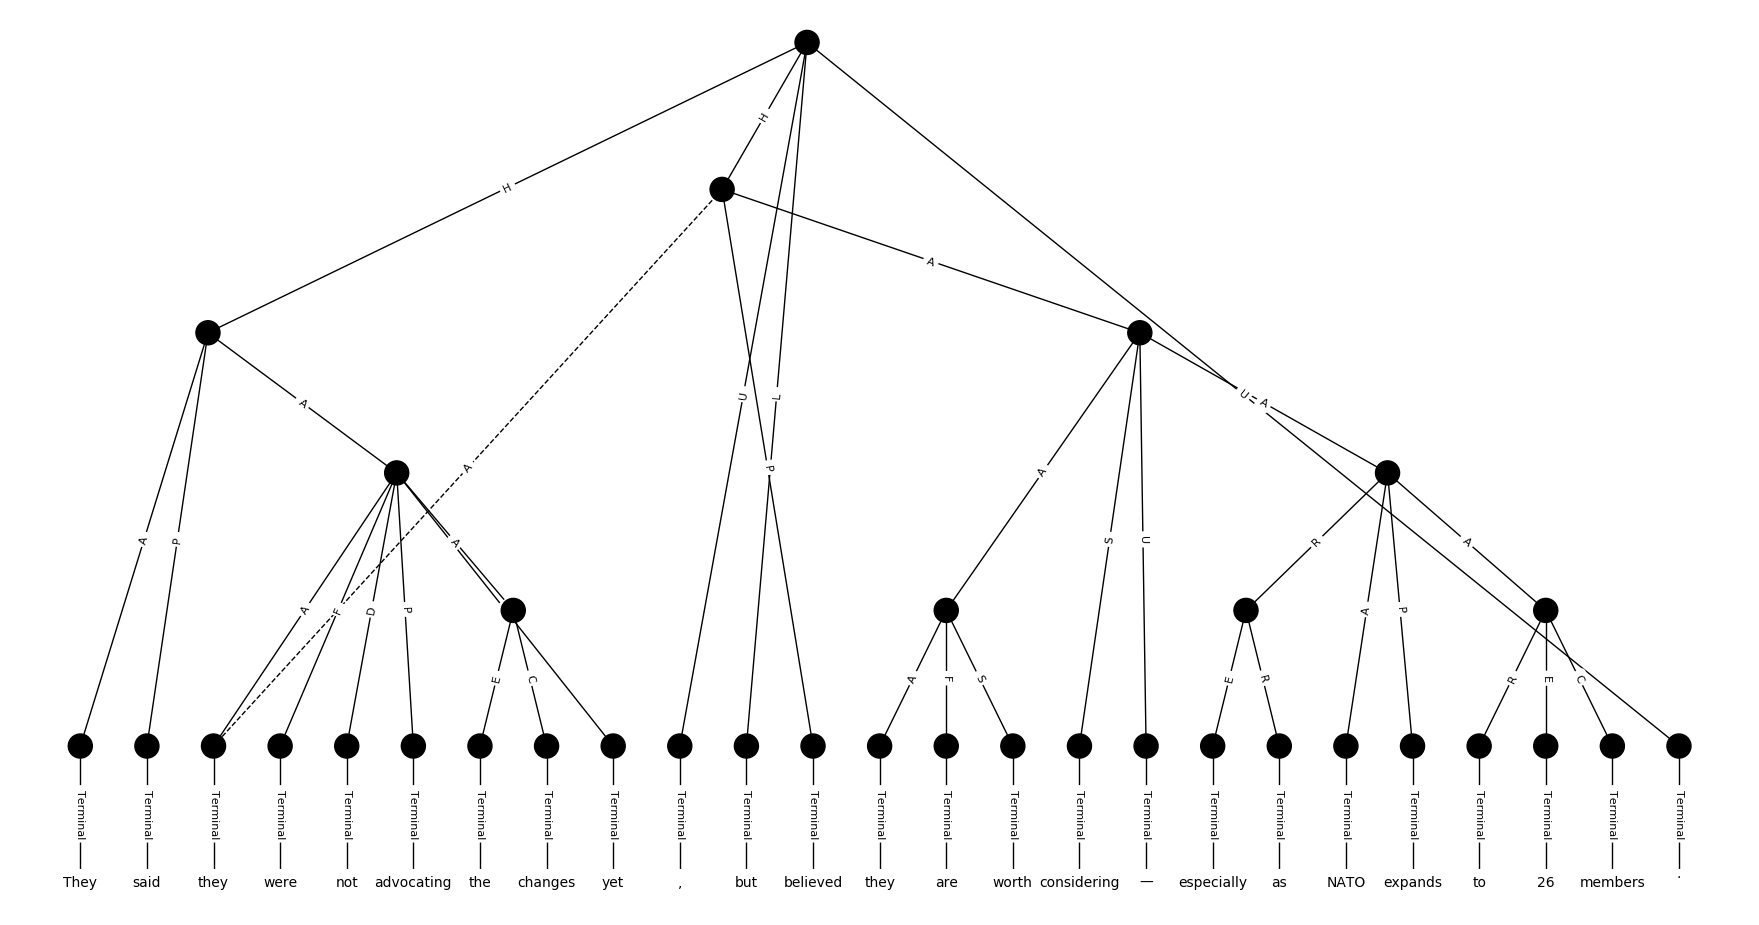 H
H
H
A
A
U
L
U
A
A
A
P
P
A
S
U
R
A
A
P
A
A
F
D
P
A
P
E
C
A
F
S
E
R
R
E
C
Terminal Terminal Terminal Terminal Terminal Terminal Terminal Terminal Terminal Terminal Terminal Terminal Terminal Terminal Terminal Terminal Terminal Terminal Terminal Terminal Terminal Terminal Terminal Terminal Terminal
They said they were not advocating the changes yet , but believed they are worth considering — especially as NATO expands to 26 members .